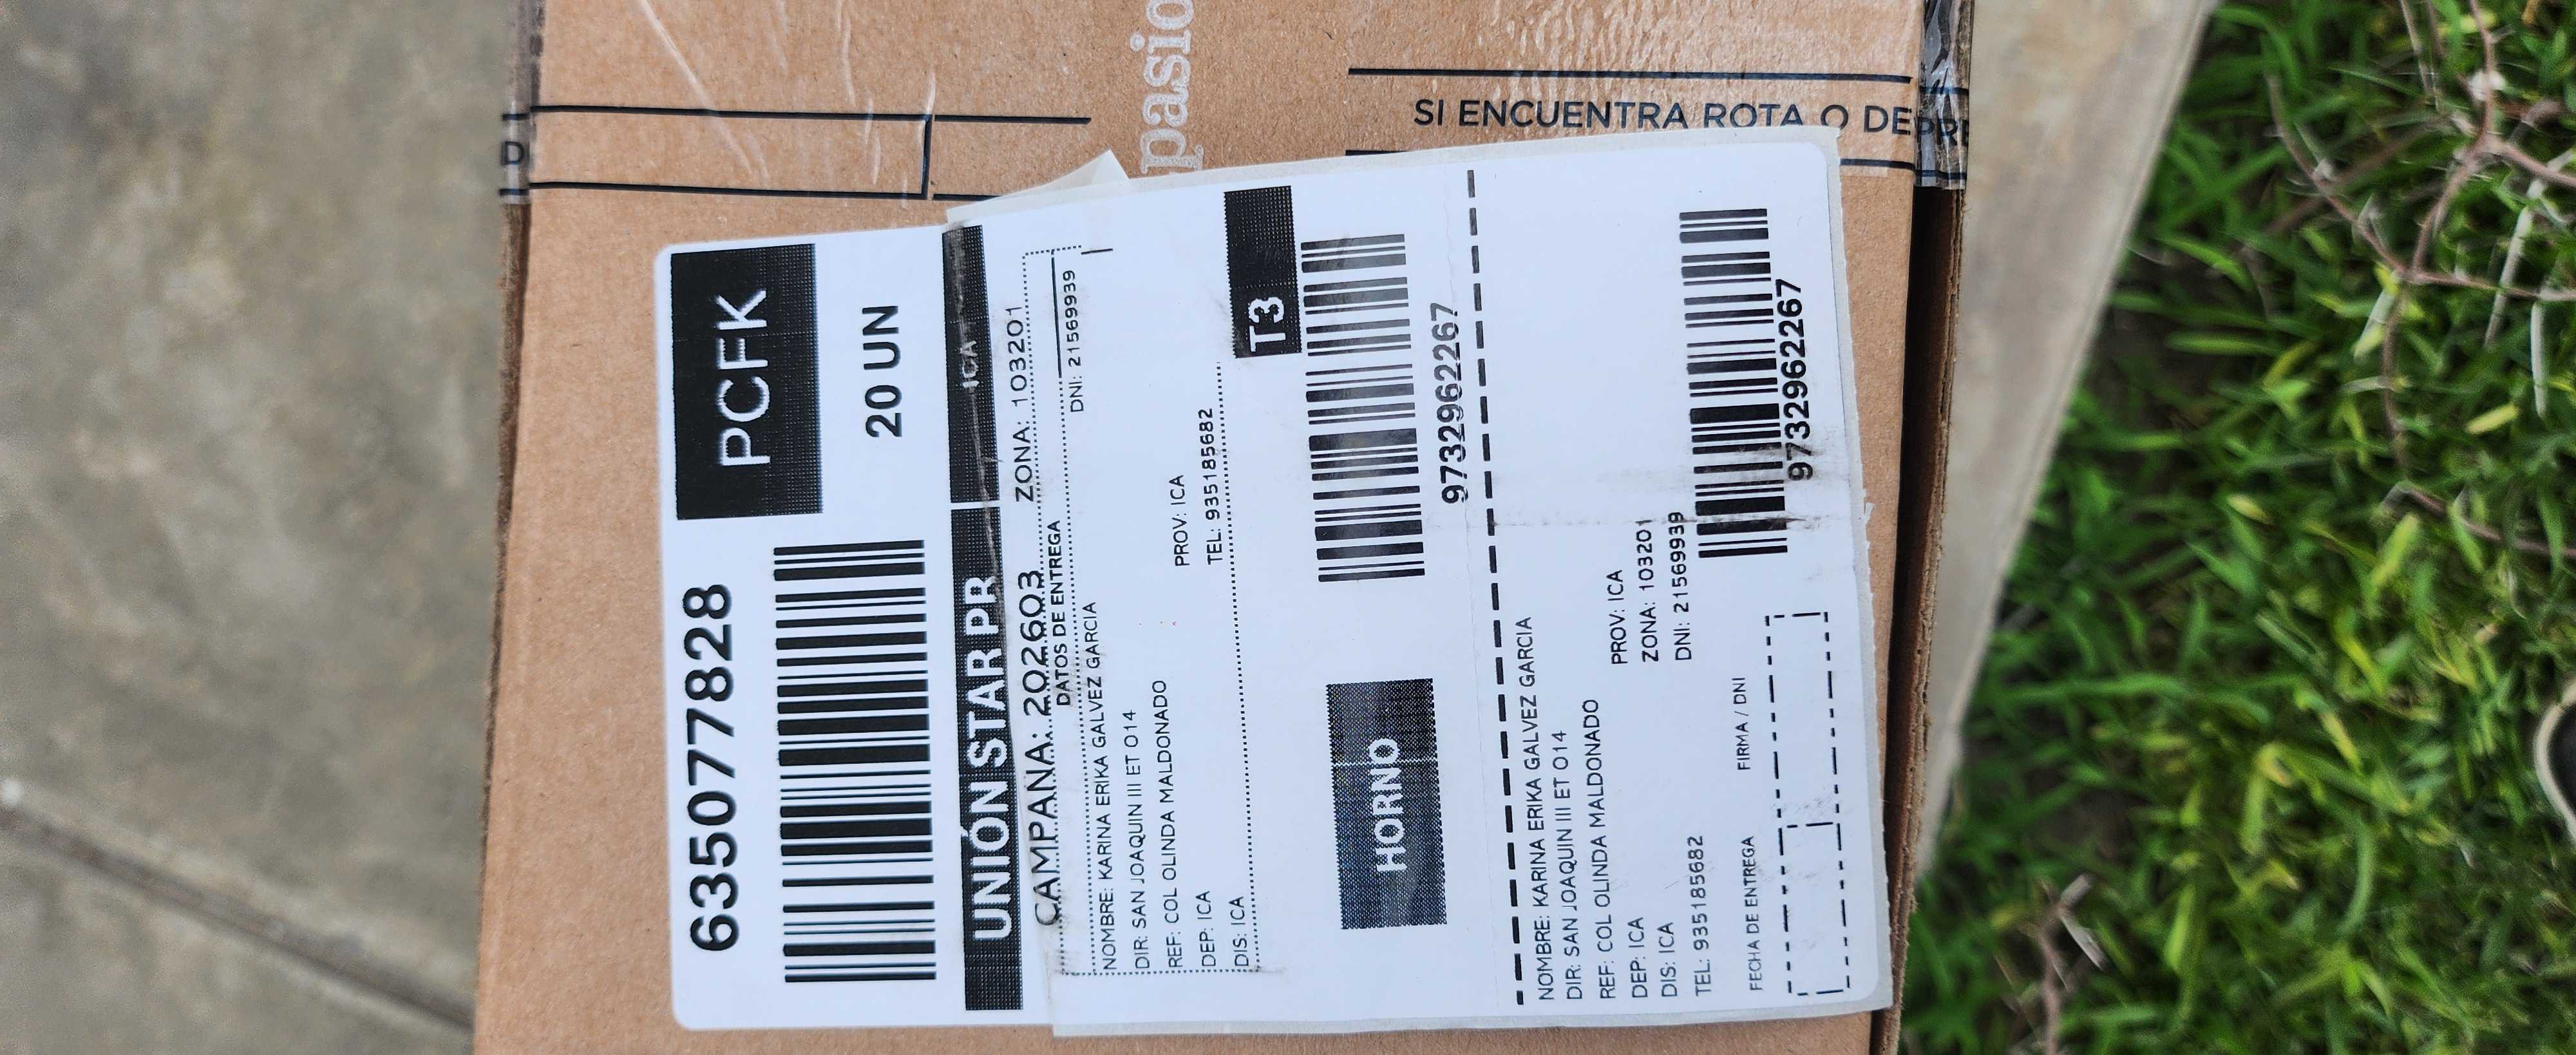 pasio
SI ENCUENTRA ROTA O DEPRE
D
635077828
PCFK
20 UN
UNIÓN STAR PR
ICA
CAMPAÑA: 202603
ZONA: 103201
DATOS DE ENTREGA
NOMBRE: KARINA ERIKA GALVEZ GARCIA
DNI: 21569939
DIR: SAN JOAQUIN III ET O14
REF: COL OLINDA MALDONADO
DEP: ICA
PROV: ICA
DIS: ICA
TEL: 935185682
T3
HORNO
9732962267
NOMBRE: KARINA ERIKA GALVEZ GARCIA
DIR: SAN JOAQUIN III ET O14
REF: COL OLINDA MALDONADO
DEP: ICA
PROV: ICA
DIS: ICA
ZONA: 103201
TEL: 935185682
DNI: 21569939
9732962267
FECHA DE ENTREGA
FIRMA / DNI